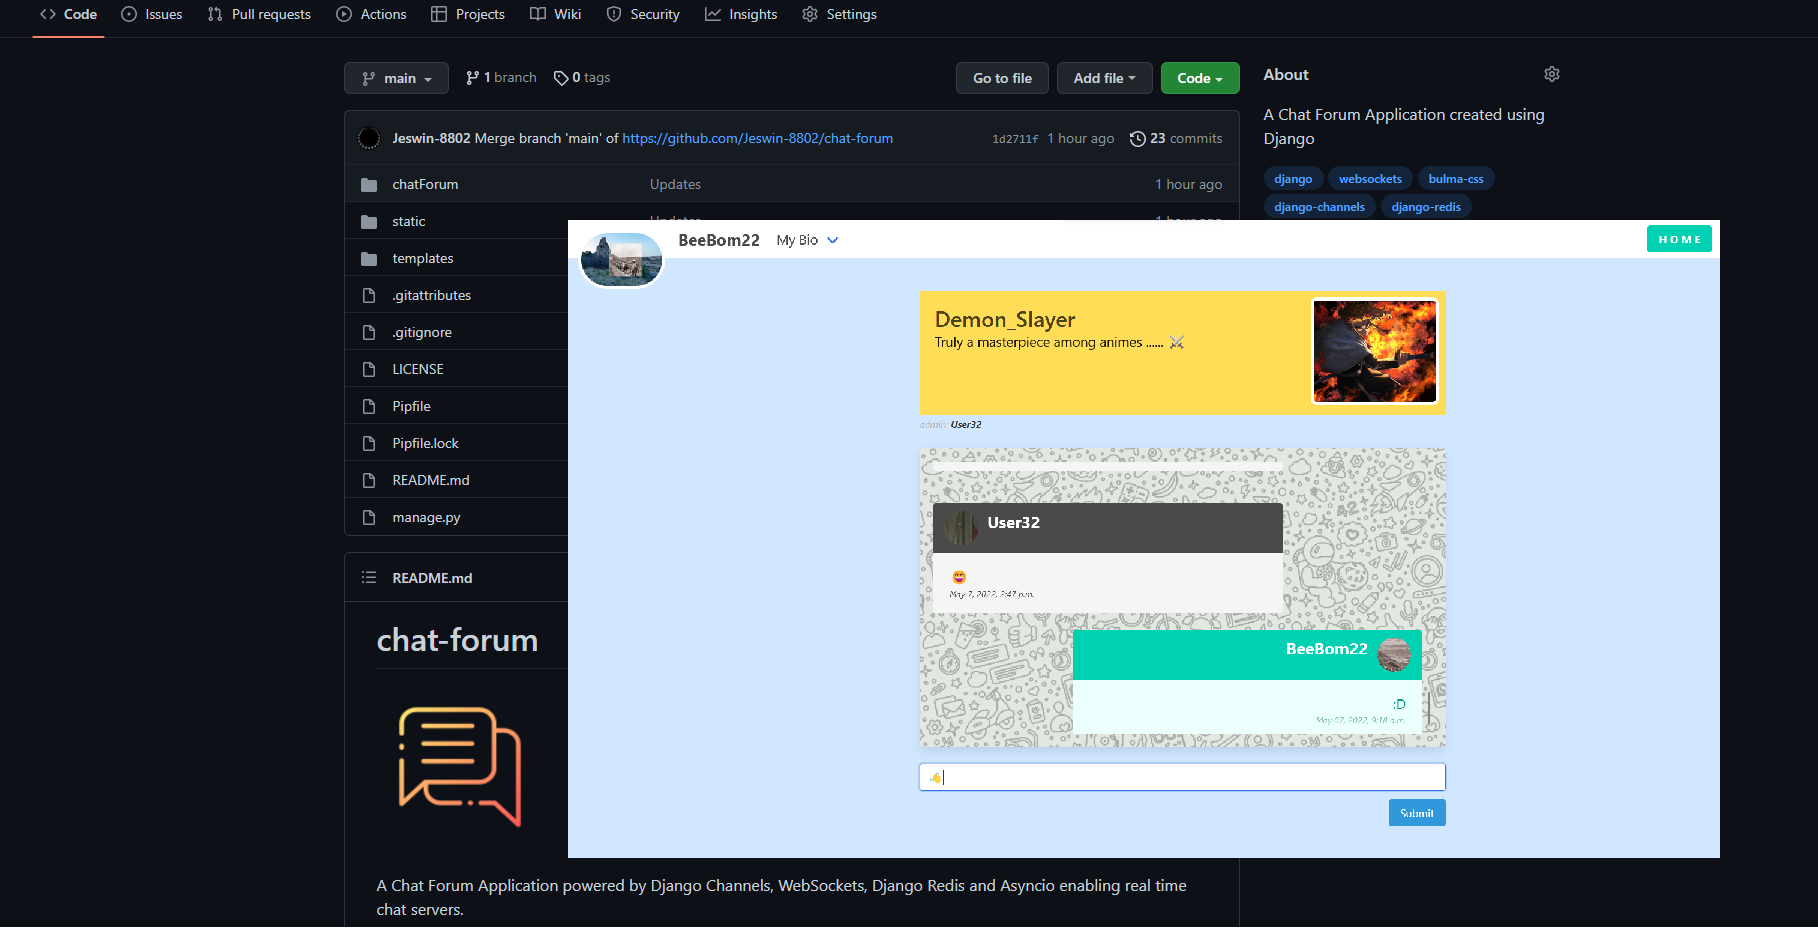 Code Issues Pull requests Actions Projects Wiki Security Insights Settings
main 1 branch 0 tags Go to file Add file Code
Jeswin-8802 Merge branch 'main' of https://github.com/Jeswin-8802/chat-forum 1d2711f 1 hour ago 23 commits
chatForum Updates 1 hour ago
static Updates 1 hour ago
templates
.gitattributes
.gitignore
LICENSE
Pipfile
Pipfile.lock
README.md
manage.py
README.md
chat-forum
A Chat Forum Application powered by Django Channels, WebSockets, Django Redis and Asyncio enabling real time
chat servers.
About
A Chat Forum Application created using
Django
django websockets bulma-css
django-channels django-redis
BeeBom22 My Bio HOME
Demon_Slayer
Truly a masterpiece among animes ...... ⚔️
admin: User32
User32
😆
May 7, 2022, 2:47 p.m.
BeeBom22
:D
May 07, 2022, 9:18 a.m.
👋
Submit